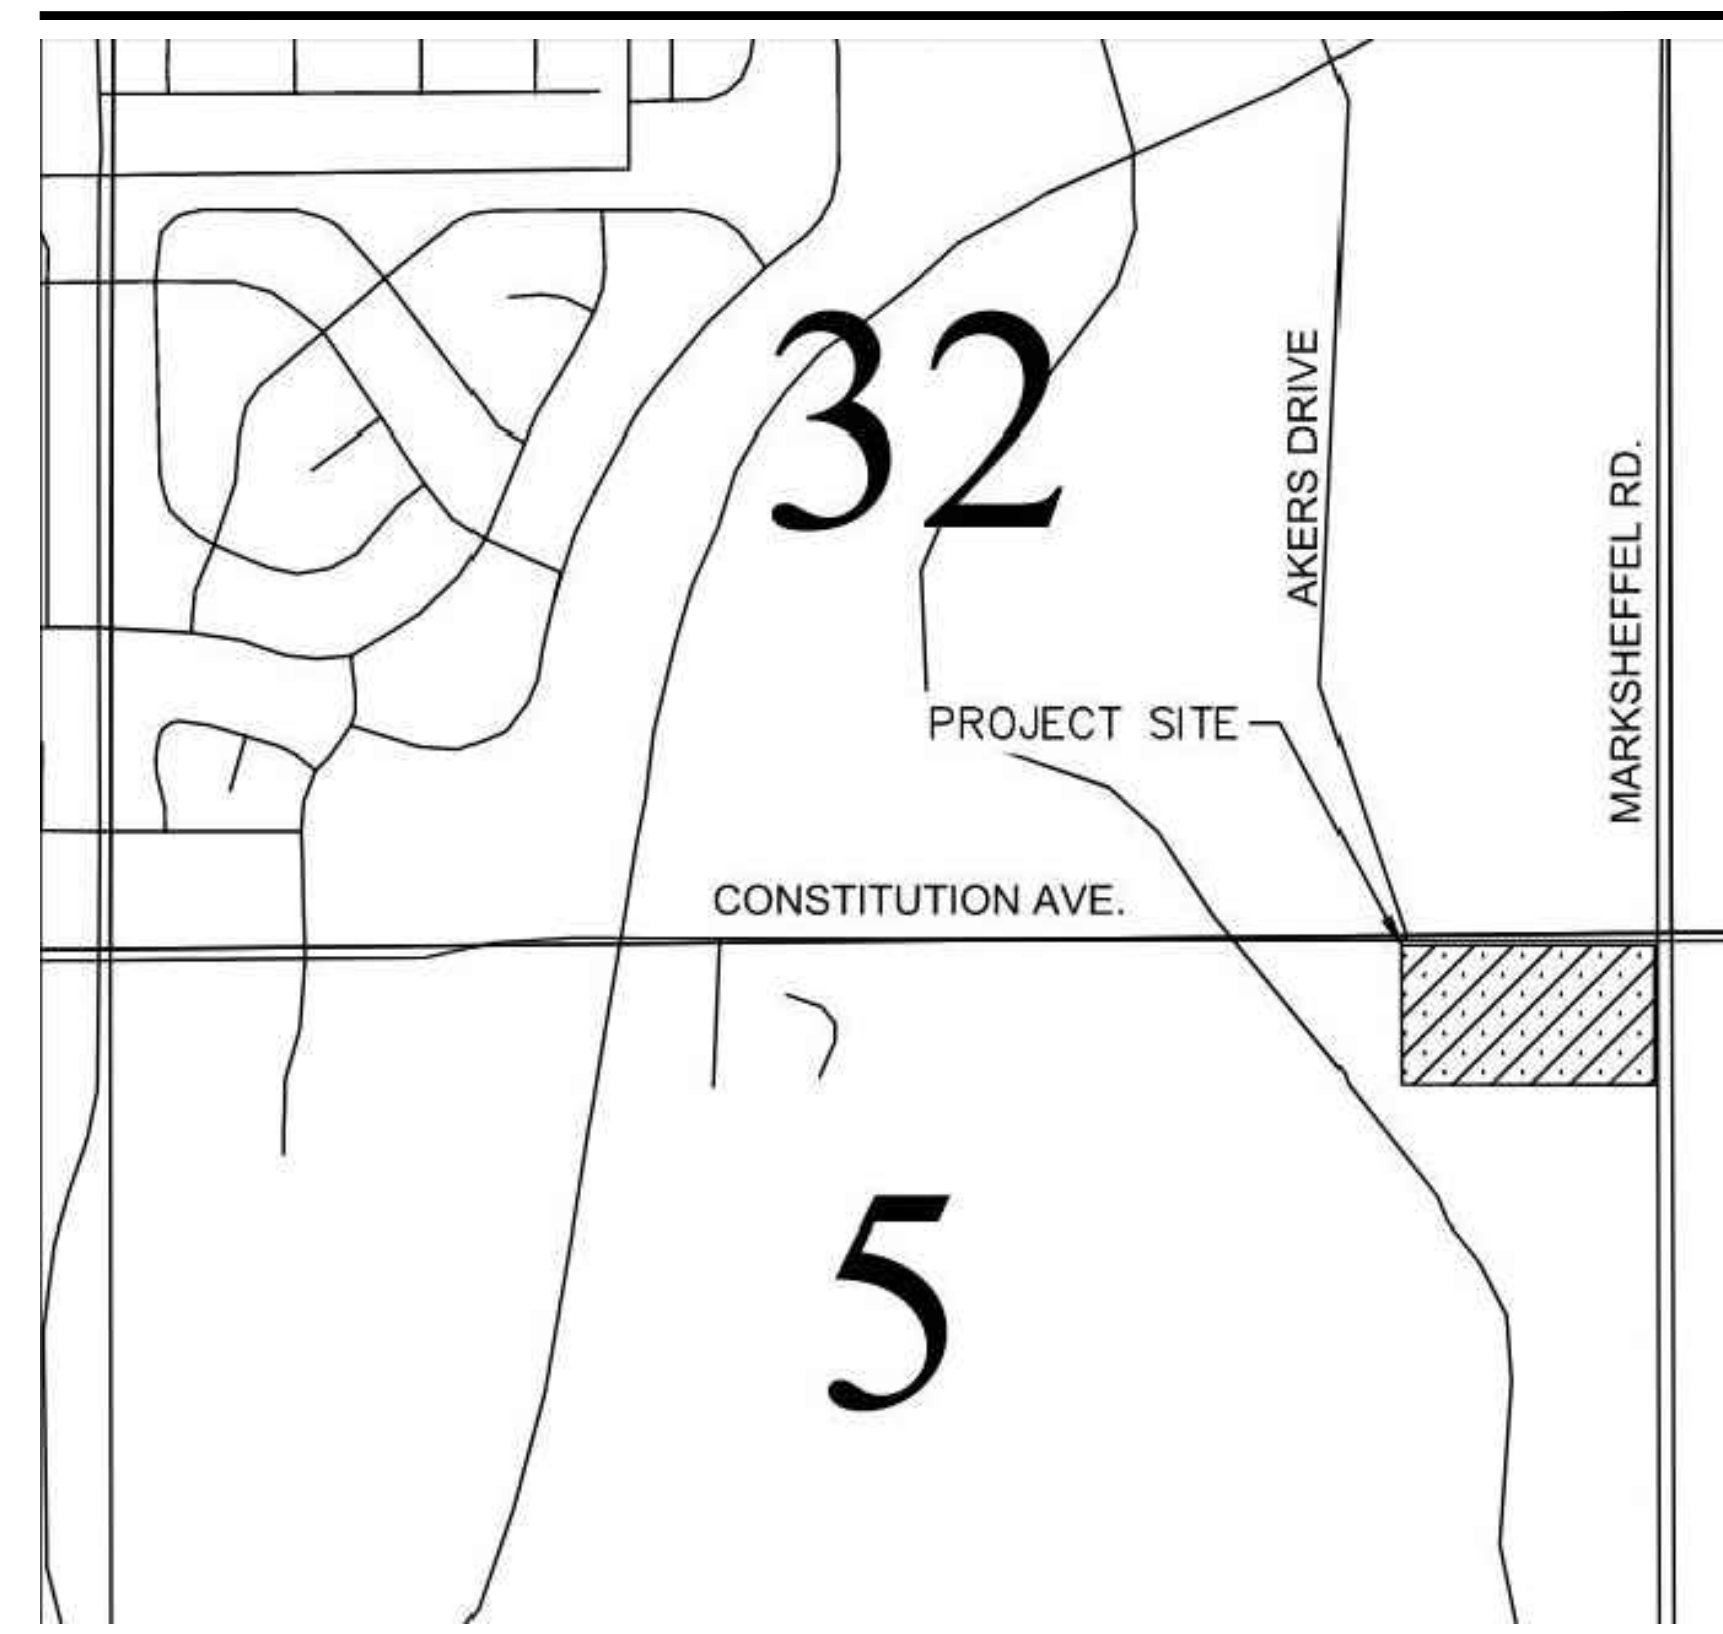 32
AKERS DRIVE
MARKSHEFFEL RD.
PROJECT SITE
CONSTITUTION AVE.
5